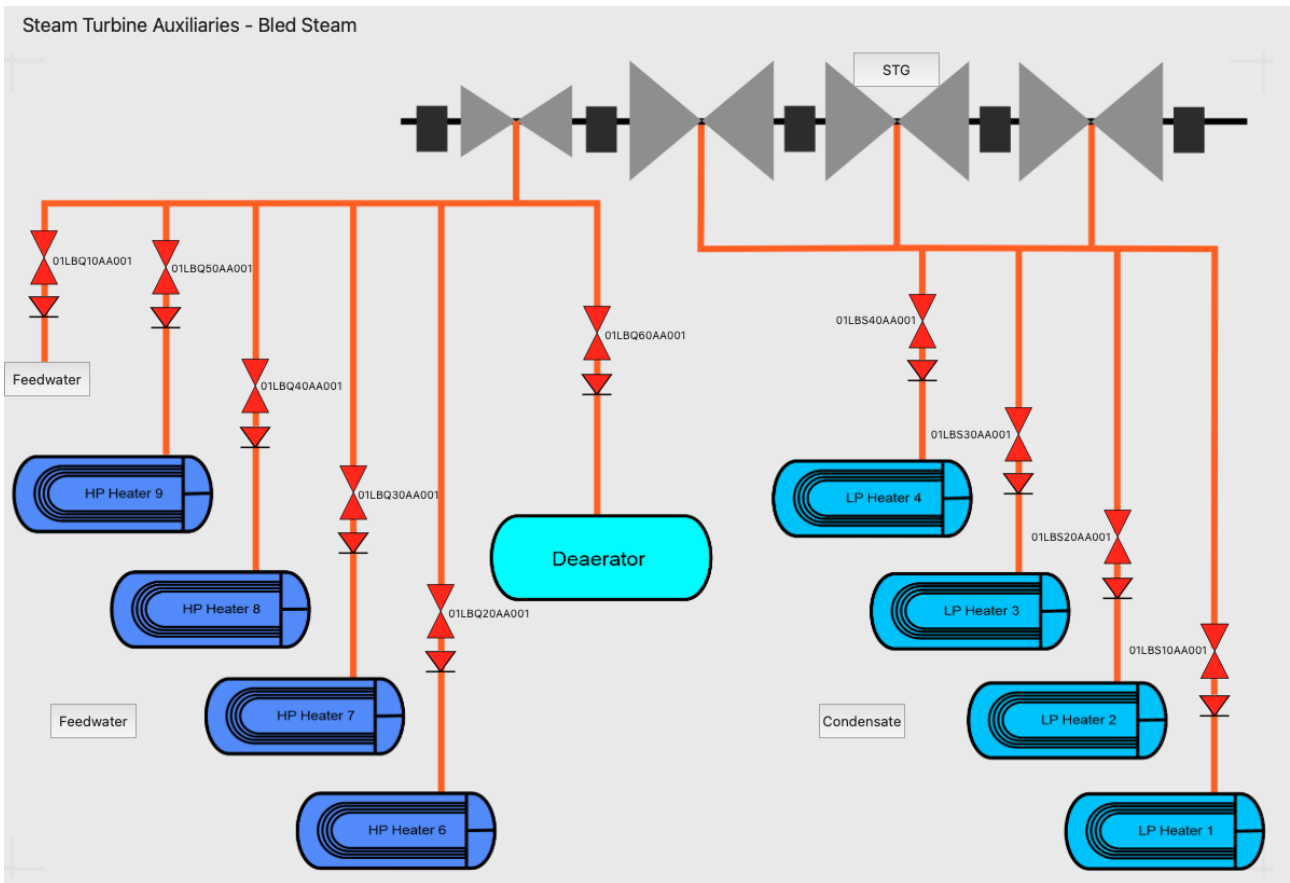 Steam Turbine Auxiliaries - Bled Steam
STG
01LBQ10AA001
01LBQ50AA001
01LBQ60AA001
01LBS40AA001
Feedwater
01LBQ40AA001
01LBS30AA001
HP Heater 9
01LBQ30AA001
LP Heater 4
01LBS20AA001
Deaerator
HP Heater 8
01LBQ20AA001
LP Heater 3
01LBS10AA001
HP Heater 7
Feedwater
Condensate
LP Heater 2
HP Heater 6
LP Heater 1